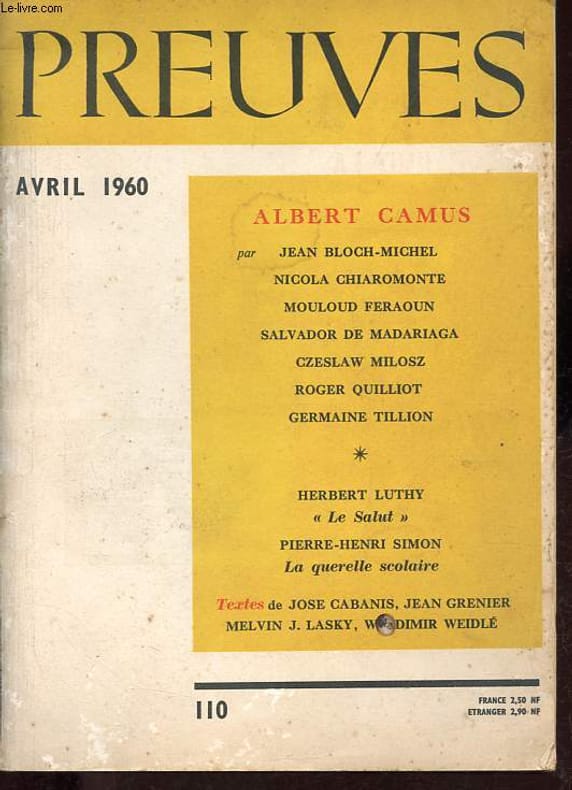 Le-livre.com
PREUVES
AVRIL 1960
ALBERT CAMUS
par JEAN BLOCH-MICHEL
NICOLA CHIAROMONTE
MOULOUD FERAOUN
SALVADOR DE MADARIAGA
CZESLAW MILOSZ
ROGER QUILLIOT
GERMAINE TILLION
HERBERT LUTHY
« Le Salut »
PIERRE-HENRI SIMON
La querelle scolaire
Textes de JOSE CABANIS, JEAN GRENIER
MELVIN J. LASKY, WEIDLÉ
110
FRANCE 2,50 NF
ETRANGER 2,90 NF